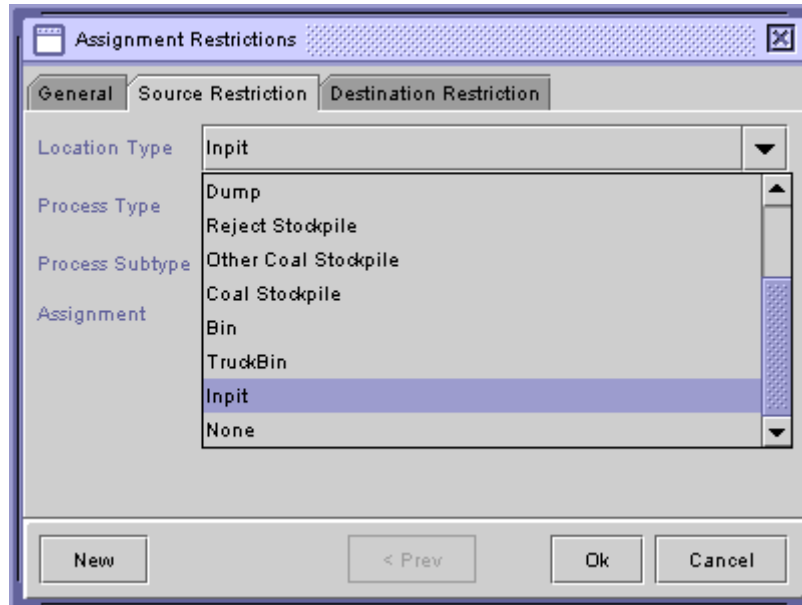 Assignment Restrictions
General Source Restriction Destination Restriction
Location Type Inpit
Dump
Process Type
Reject Stockpile
Process Subtype Other Coal Stockpile
Coal Stockpile
Assignment
Bin
TruckBin
Inpit
None
New < Prev Ok Cancel